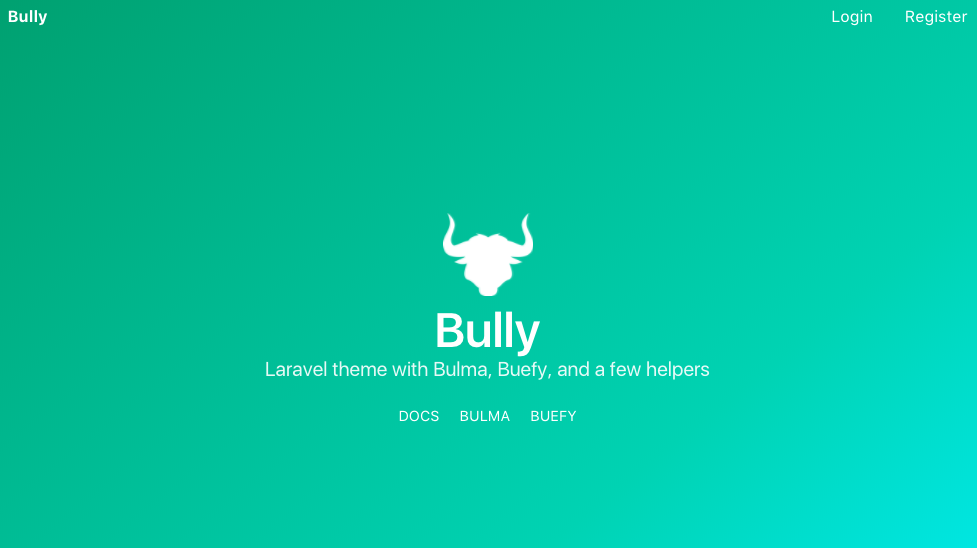 Bully Login Register
Bully
Laravel theme with Bulma, Buefy, and a few helpers
DOCS BULMA BUEFY